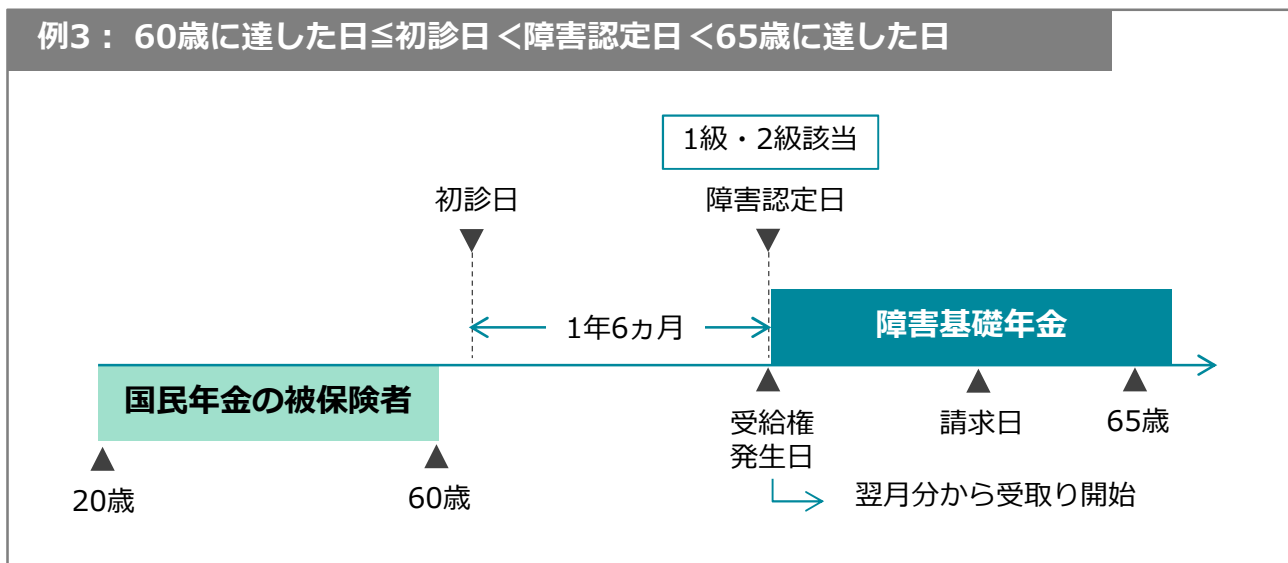 例3： 60歳に達した日≦初診日＜障害認定日＜65歳に達した日
1級・2級該当
初診日
障害認定日
1年6ヵ月
障害基礎年金
国民年金の被保険者
20歳
60歳
受給権
発生日
請求日
65歳
翌月分から受取り開始